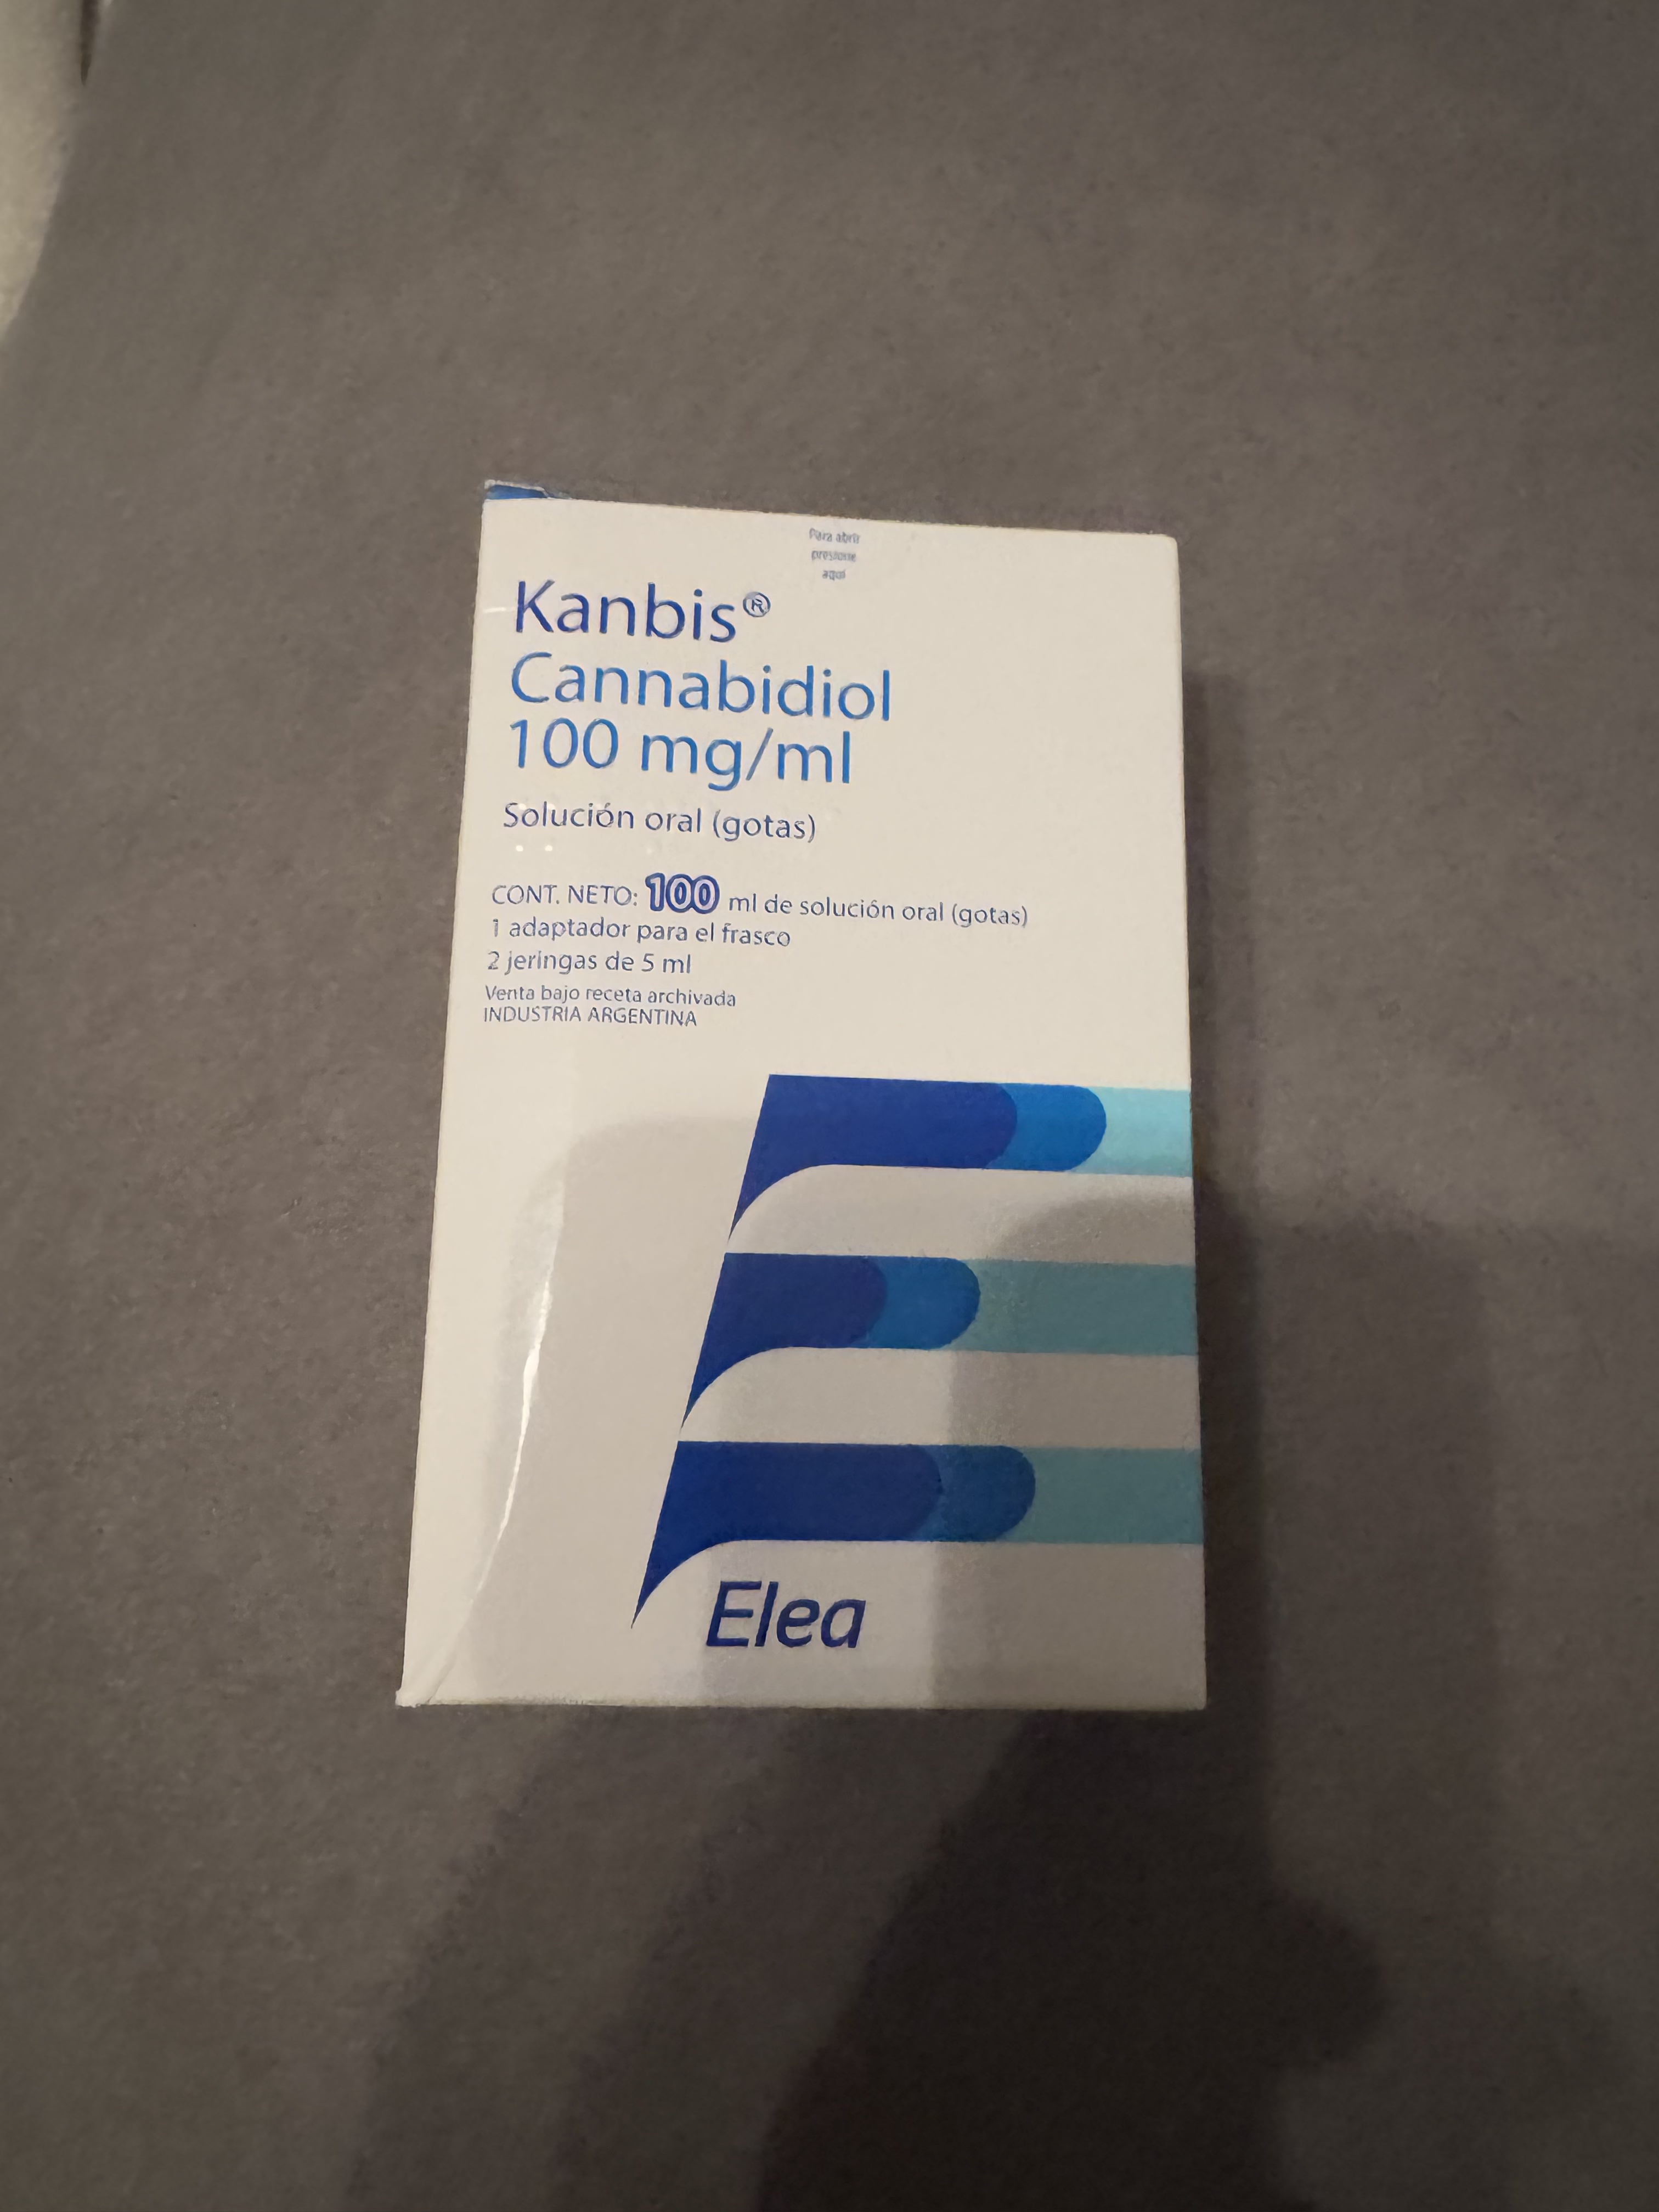 Para abrir
presione
aquí
Kanbis®
Cannabidiol
100 mg/ml
Solución oral (gotas)
CONT. NETO: 100 ml de solución oral (gotas)
1 adaptador para el frasco
2 jeringas de 5 ml
Venta bajo receta archivada
INDUSTRIA ARGENTINA
Elea